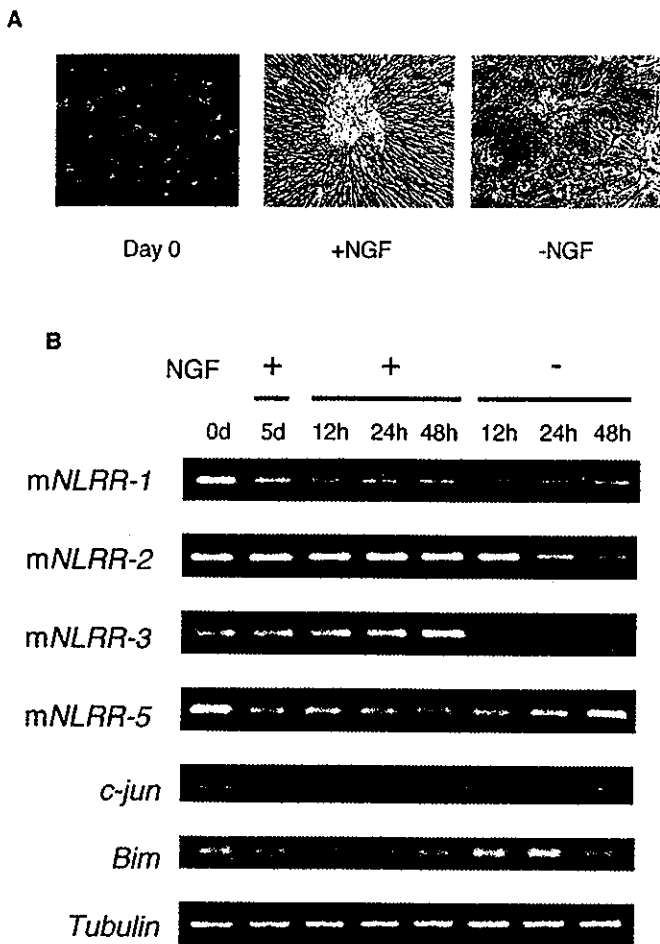 A
Day 0
+NGF
-NGF
B
NGF + + -
0d 5d 12h 24h 48h 12h 24h 48h
mNLRR-1
mNLRR-2
mNLRR-3
mNLRR-5
c-jun
Bim
Tubulin